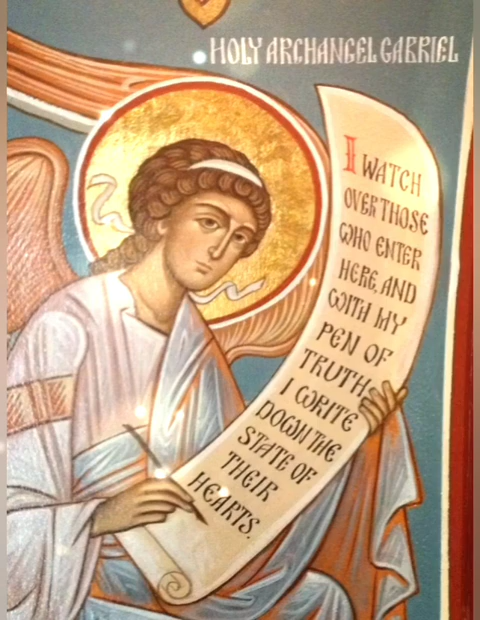 HOLY ARCHANGEL GABRIEL
I WATCH
OVER THOSE
WHO ENTER
HERE, AND
WITH MY
PEN OF
TRUTH
I WRITE
DOWN THE
STATE OF
THEIR
HEARTS.